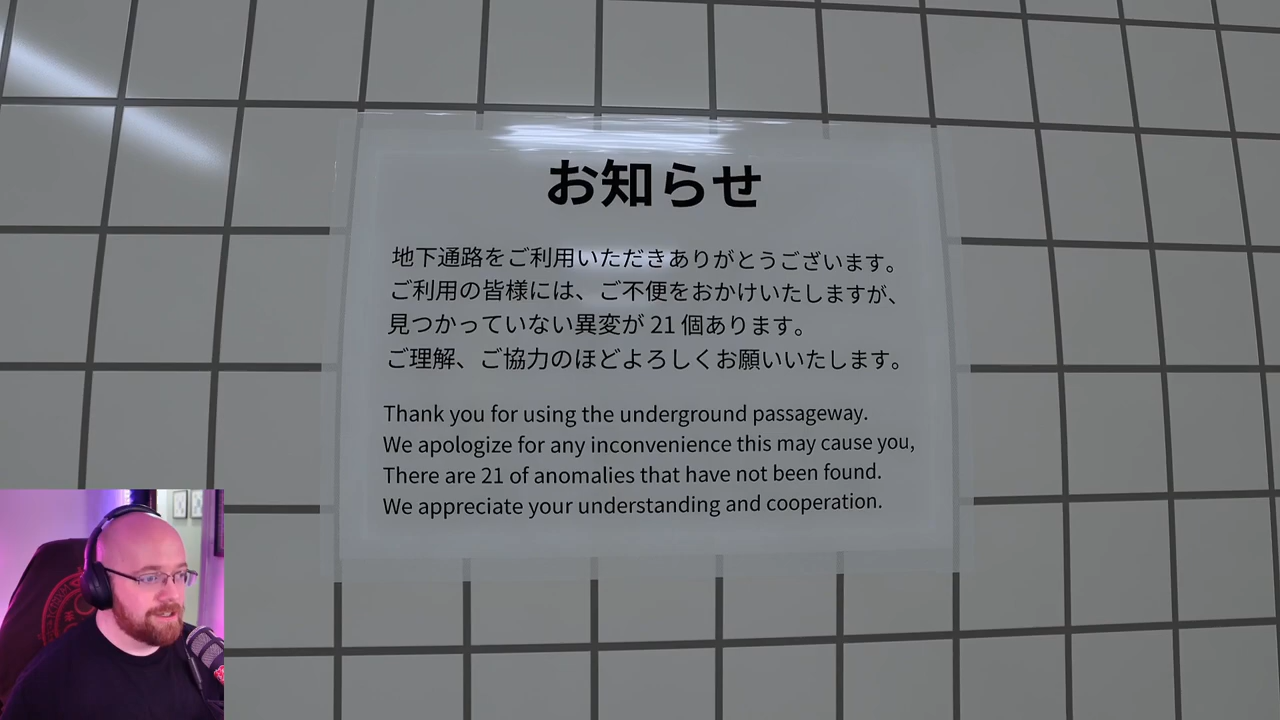 お知らせ
地下通路をご利用いただきありがとうございます。
ご利用の皆様には、ご不便をおかけいたしますが、
見つかっていない異変が 21 個あります。
ご理解、ご協力のほどよろしくお願いいたします。
Thank you for using the underground passageway.
We apologize for any inconvenience this may cause you,
There are 21 of anomalies that have not been found.
We appreciate your understanding and cooperation.